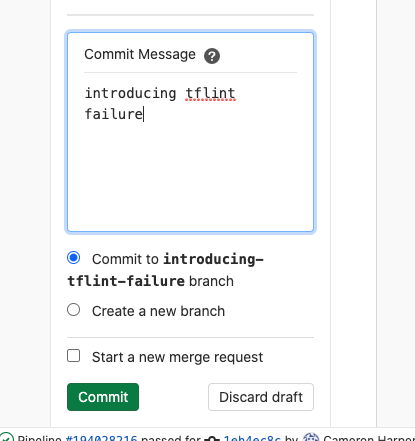 Commit Message ?
introducing tflint
failure
Commit to introducing-
tflint-failure branch
Create a new branch
Start a new merge request
Commit Discard draft
Pipeline #194028216 passed for 1eb4ec8c by Cameron Harper